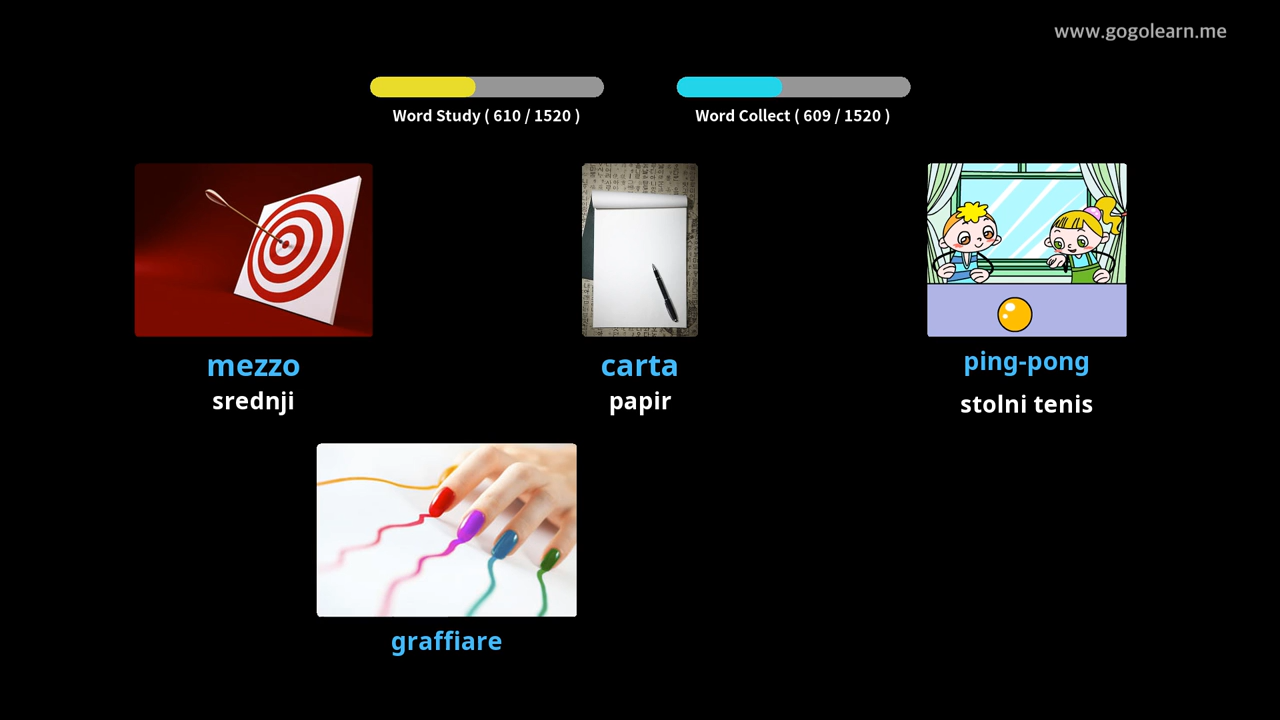 www.gogolearn.me
Word Study ( 610 / 1520 )
Word Collect ( 609 / 1520 )
mezzo
srednji
carta
papir
ping-pong
stolni tenis
graffiare